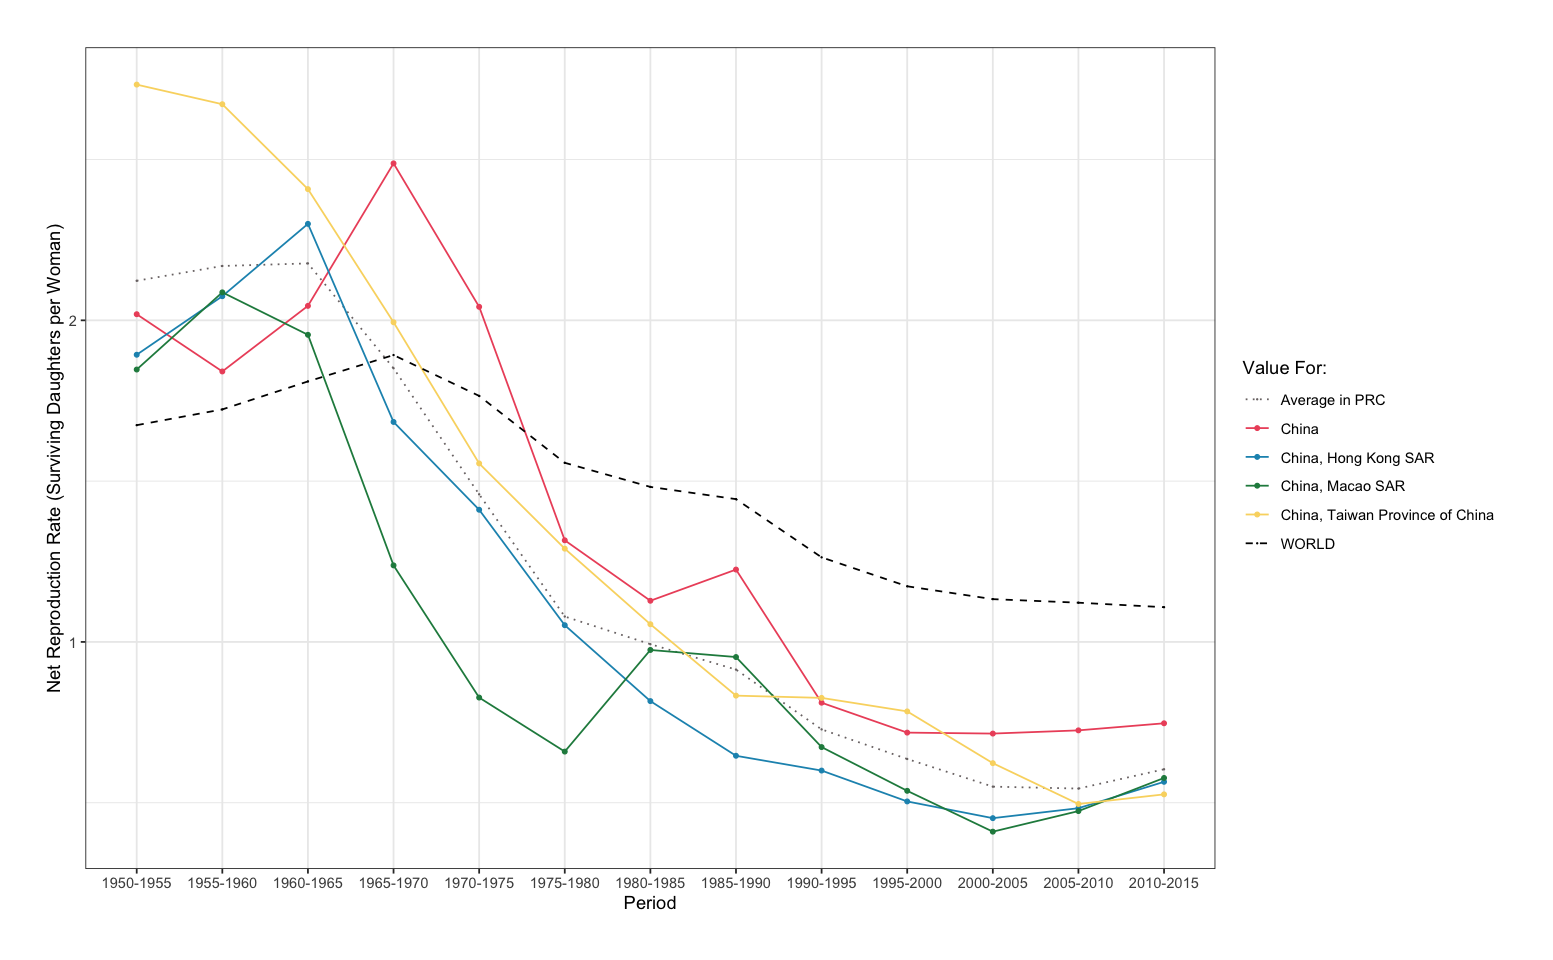 Net Reproduction Rate (Surviving Daughters per Woman)
2
1
1950-1955 1955-1960 1960-1965 1965-1970 1970-1975 1975-1980 1980-1985 1985-1990 1990-1995 1995-2000 2000-2005 2005-2010 2010-2015
Period
Value For:
Average in PRC
China
China, Hong Kong SAR
China, Macao SAR
China, Taiwan Province of China
WORLD